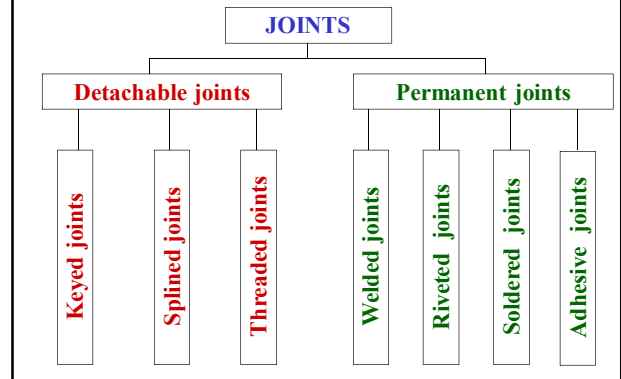 JOINTS
Detachable joints
Permanent joints
Keyed joints
Splined joints
Threaded joints
Welded joints
Riveted joints
Soldered joints
Adhesive joints